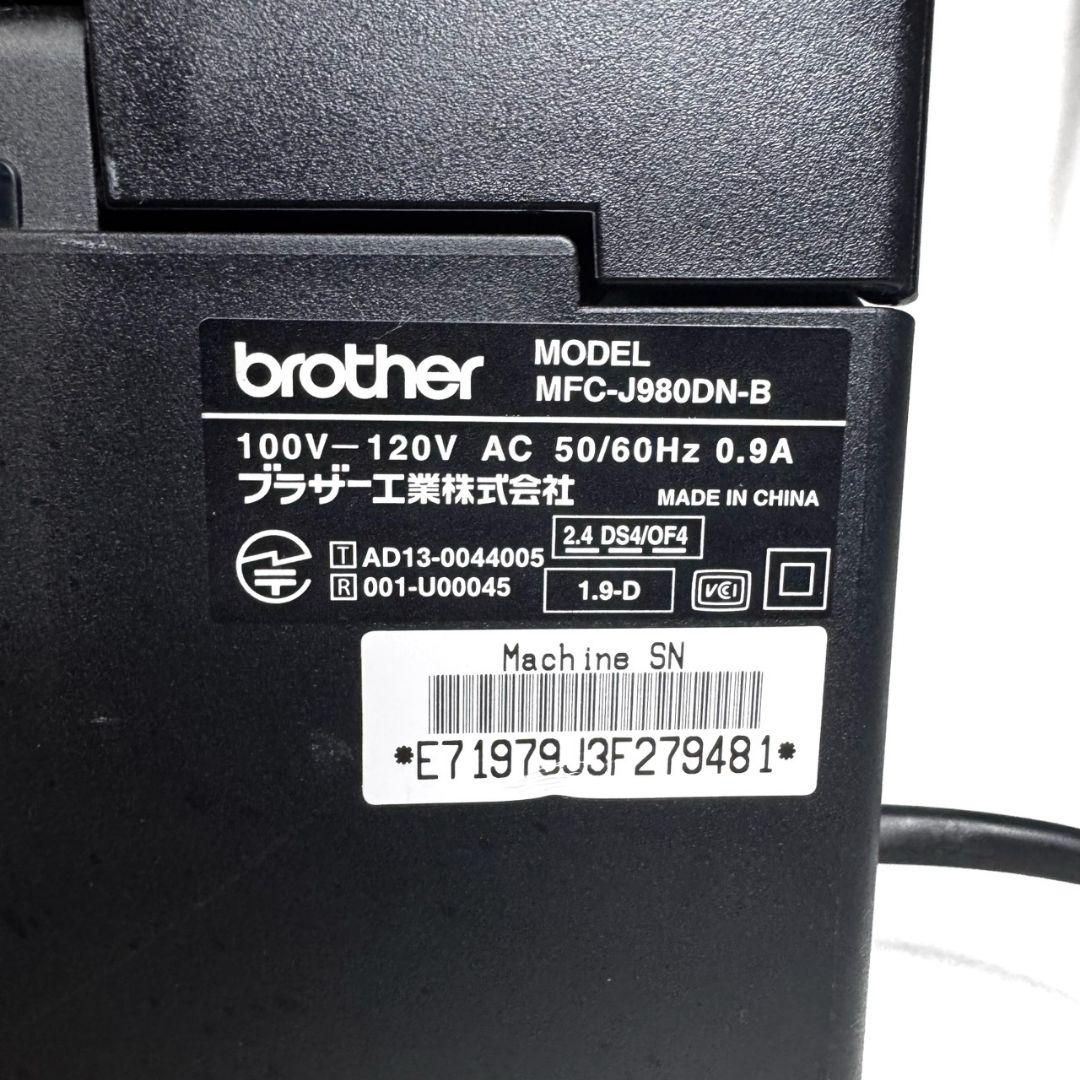 brother
MODEL
MFC-J980DN-B
100V-120V AC 50/60Hz 0.9A
ブラザー工業株式会社
MADE IN CHINA
2.4 DS4/OF4
T AD13-0044005
R 001-U00045
1.9-D
VCI
Machine SN
*E71979J3F279481*